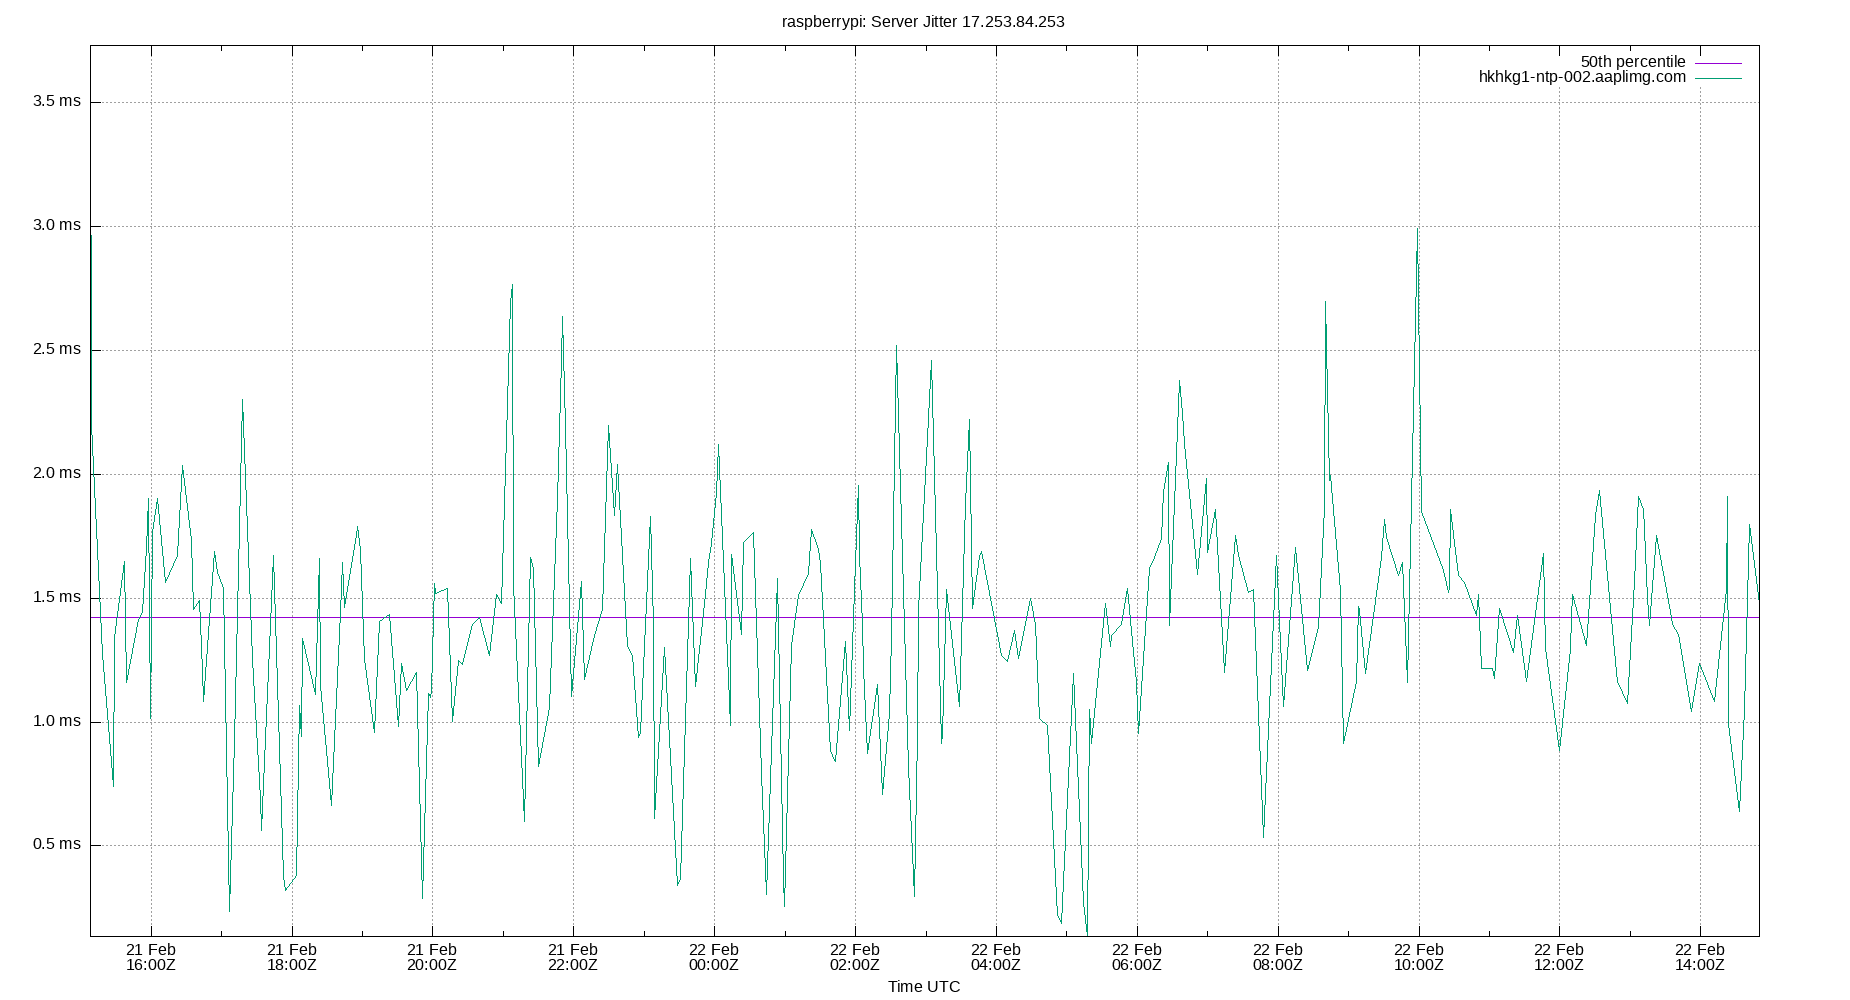 raspberrypi: Server Jitter 17.253.84.253
50th percentile
hkhkg1-ntp-002.aaplimg.com
3.5 ms
3.0 ms
2.5 ms
2.0 ms
1.5 ms
1.0 ms
0.5 ms
21 Feb 21 Feb 21 Feb 21 Feb 22 Feb 22 Feb 22 Feb 22 Feb 22 Feb 22 Feb 22 Feb 22 Feb
16:00Z 18:00Z 20:00Z 22:00Z 00:00Z 02:00Z 04:00Z 06:00Z 08:00Z 10:00Z 12:00Z 14:00Z
Time UTC